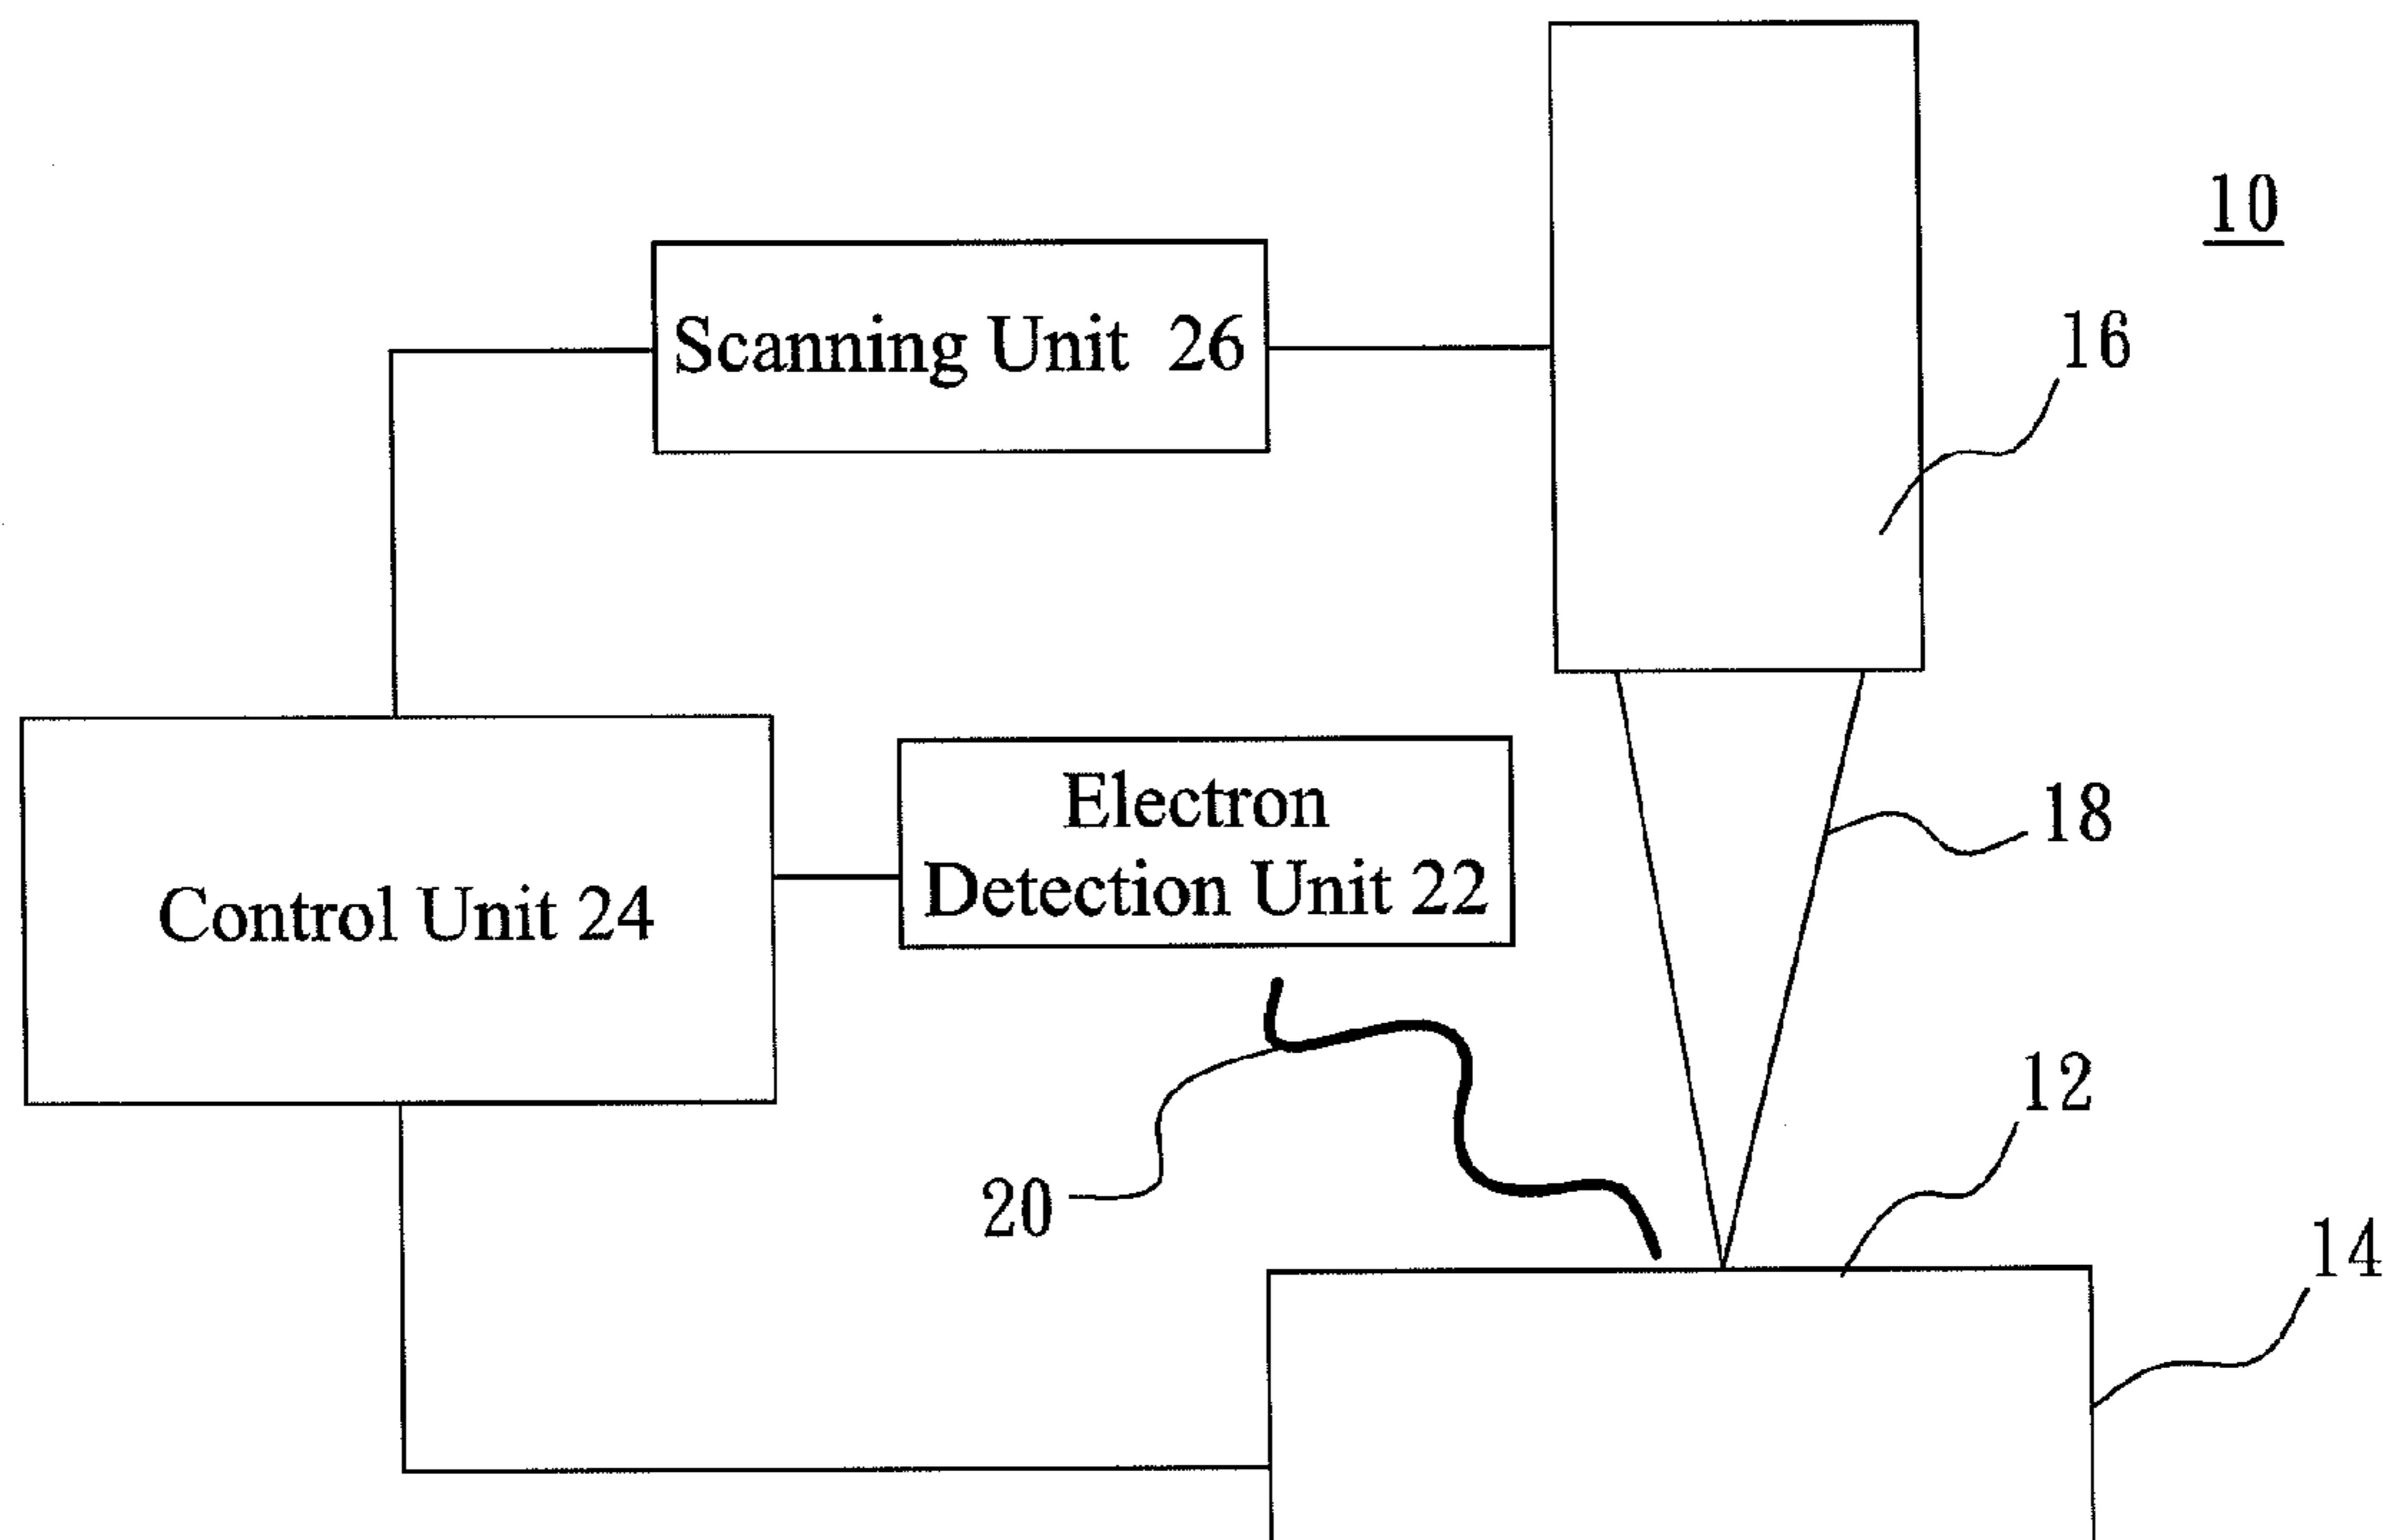 10
16
Scanning Unit 26
18
Electron
Detection Unit 22
Control Unit 24
12
20
14